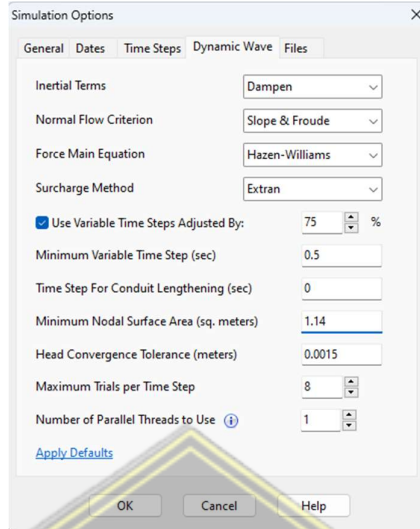 Simulation Options
General Dates Time Steps Dynamic Wave Files
Inertial Terms Dampen
Normal Flow Criterion Slope & Froude
Force Main Equation Hazen-Williams
Surcharge Method Extran
Use Variable Time Steps Adjusted By: 75 %
Minimum Variable Time Step (sec) 0.5
Time Step For Conduit Lengthening (sec) 0
Minimum Nodal Surface Area (sq. meters) 1.14
Head Convergence Tolerance (meters) 0.0015
Maximum Trials per Time Step 8
Number of Parallel Threads to Use 1
Apply Defaults
OK Cancel Help